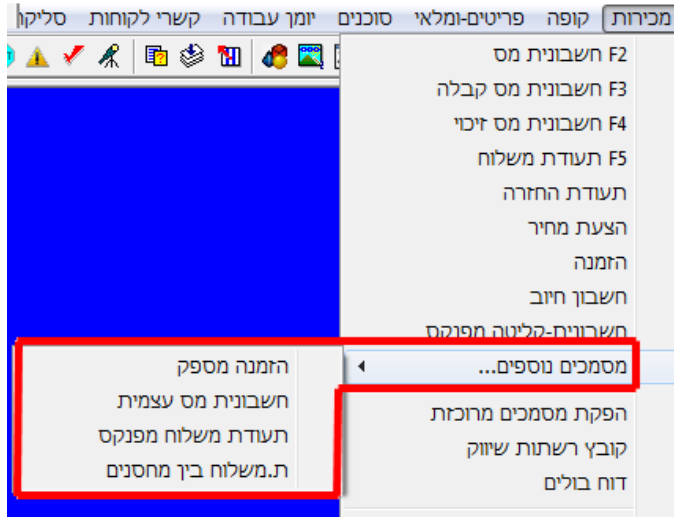 מכירות קופה פריטים-ומלאי סוכנים יומן עבודה קשרי לקוחות סליקה
F2 חשבונית מס
F3 חשבונית מס קבלה
F4 חשבונית מס זיכוי
F5 תעודת משלוח
תעודת החזרה
הצעת מחיר
הזמנה
חשבון חיוב
חשבונית-קליטה מפנקס
מסמכים נוספים...
הזמנה מספק
חשבונית מס עצמית
תעודת משלוח מפנקס
ת.משלוח בין מחסנים
הפקת מסמכים מרוכזת
קובץ רשתות שיווק
דוח בולים